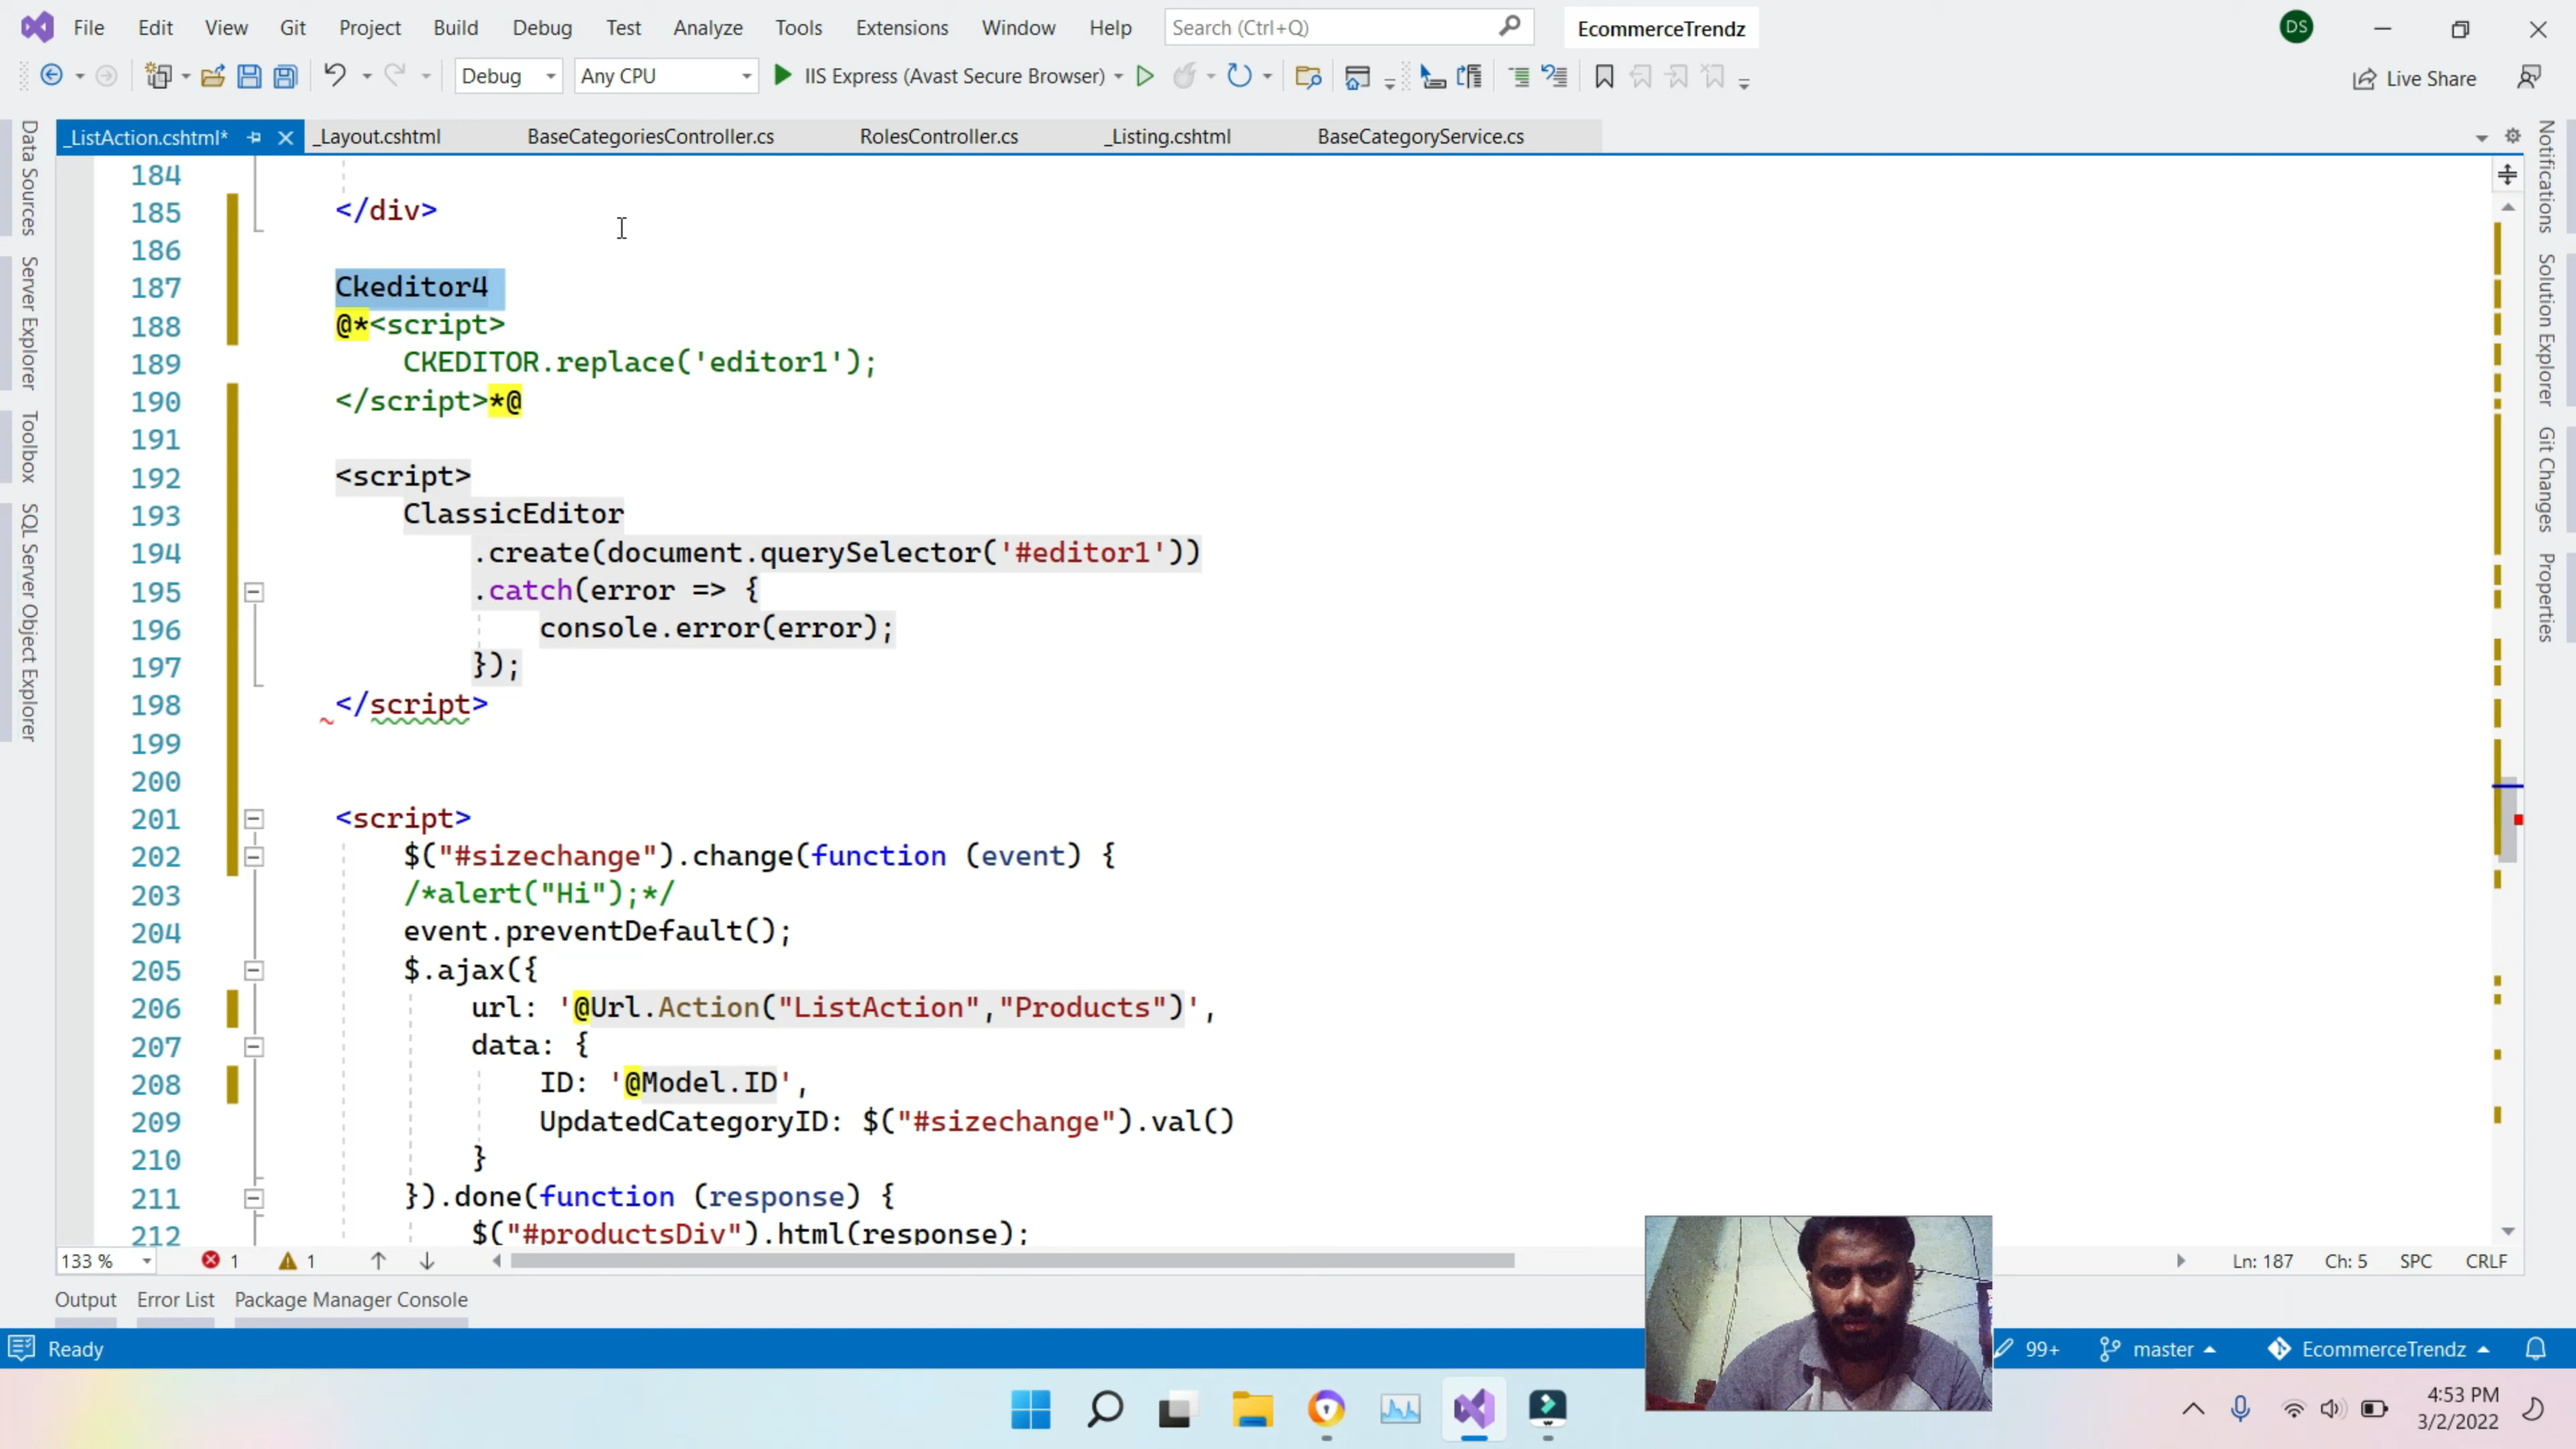 File Edit View Git Project Build Debug Test Analyze Tools Extensions Window Help Search (Ctrl+Q) EcommerceTrendz DS
Debug Any CPU IIS Express (Avast Secure Browser) Live Share
_ListAction.cshtml* _Layout.cshtml BaseCategoriesController.cs RolesController.cs _Listing.cshtml BaseCategoryService.cs
Data Sources
Server Explorer
Toolbox
SQL Server Object Explorer
184
185 </div>
186
187 Ckeditor4
188 @*<script>
189 CKEDITOR.replace('editor1');
190 </script>*@
191
192 <script>
193 ClassicEditor
194 .create(document.querySelector('#editor1'))
195 .catch(error => {
196 console.error(error);
197 });
198 </script>
199
200
201 <script>
202 $("#sizechange").change(function (event) {
203 /*alert("Hi");*/
204 event.preventDefault();
205 $.ajax({
206 url: '@Url.Action("ListAction","Products")',
207 data: {
208 ID: '@Model.ID',
209 UpdatedCategoryID: $("#sizechange").val()
210 }
211 }).done(function (response) {
212 $("#productsDiv").html(response);
Notifications
Solution Explorer
Git Changes
Properties
133 % 1 1 Ln: 187 Ch: 5 SPC CRLF
Output Error List Package Manager Console
Ready 99+ master EcommerceTrendz
4:53 PM
3/2/2022